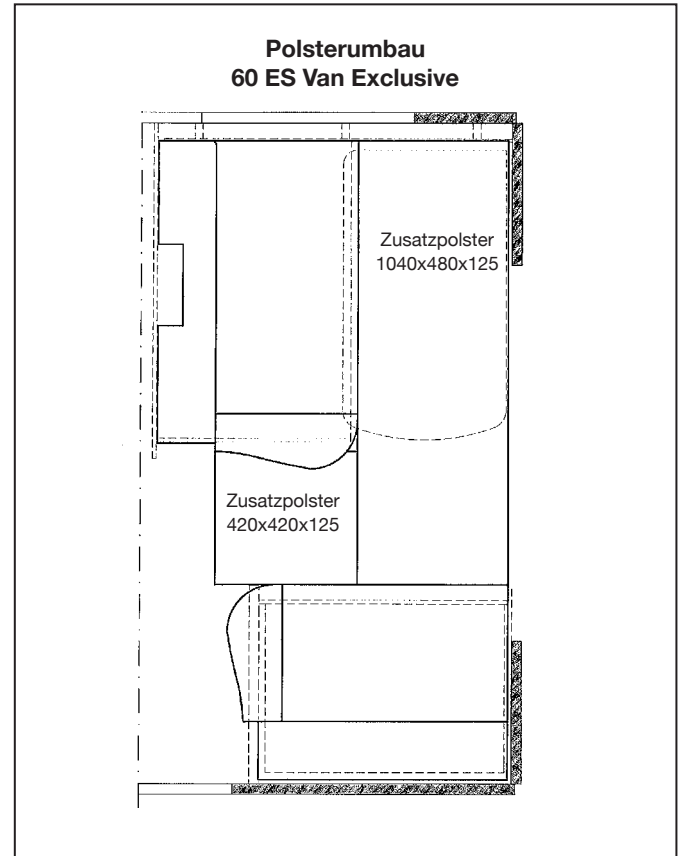 Polsterumbau
60 ES Van Exclusive
Zusatzpolster
1040x480x125
Zusatzpolster
420x420x125